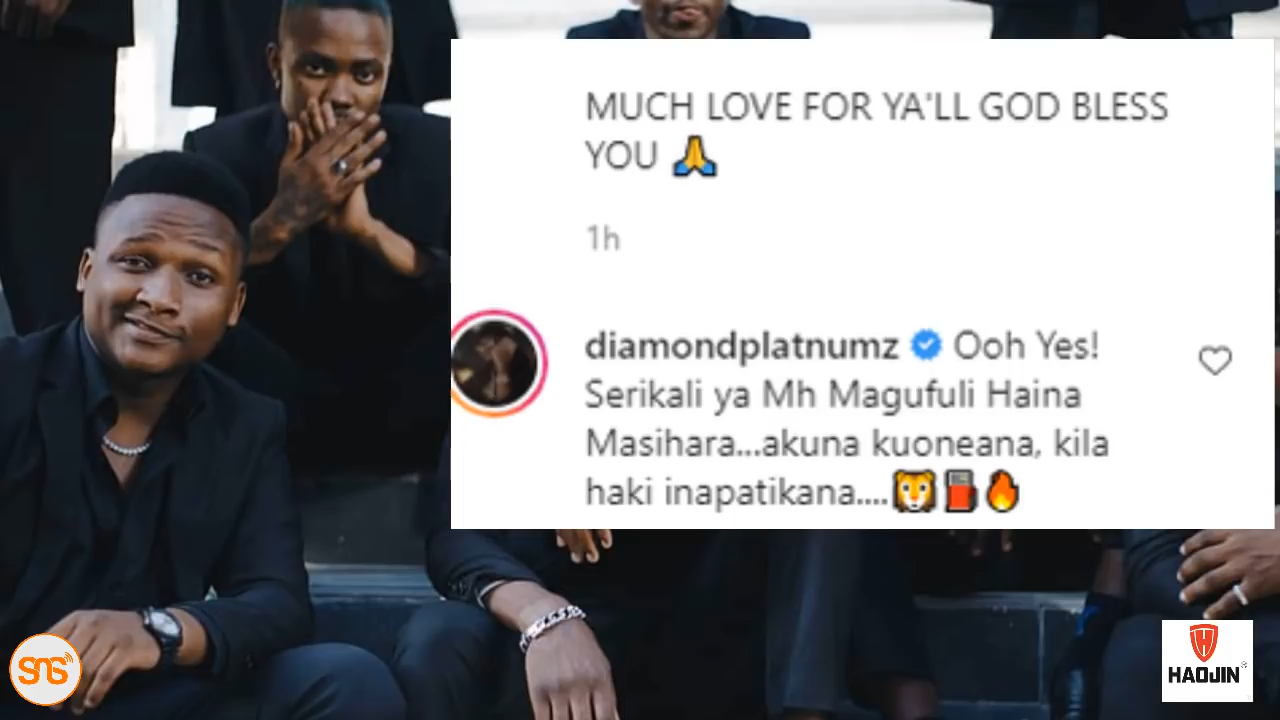 MUCH LOVE FOR YA'LL GOD BLESS
YOU 🙏
1h
diamondplatnumz Ooh Yes!
Serikali ya Mh Magufuli Haina
Masihara...akuna kuoneana, kila
haki inapatikana....🦁⛽🔥
SNS
HAOJIN